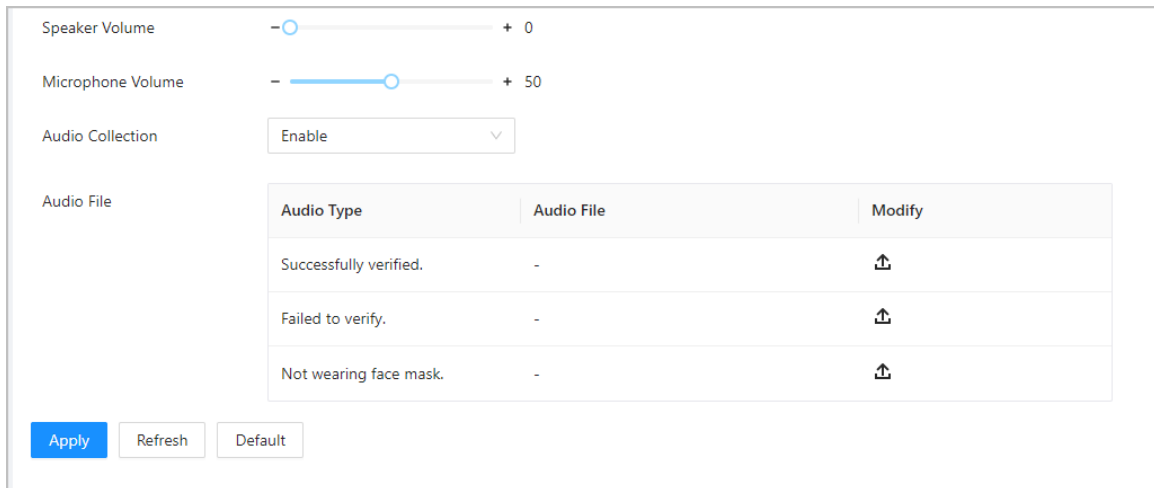 Speaker Volume - + 0
Microphone Volume - + 50
Audio Collection Enable
Audio File
Audio Type Audio File Modify
Successfully verified. -
Failed to verify. -
Not wearing face mask. -
Apply Refresh Default